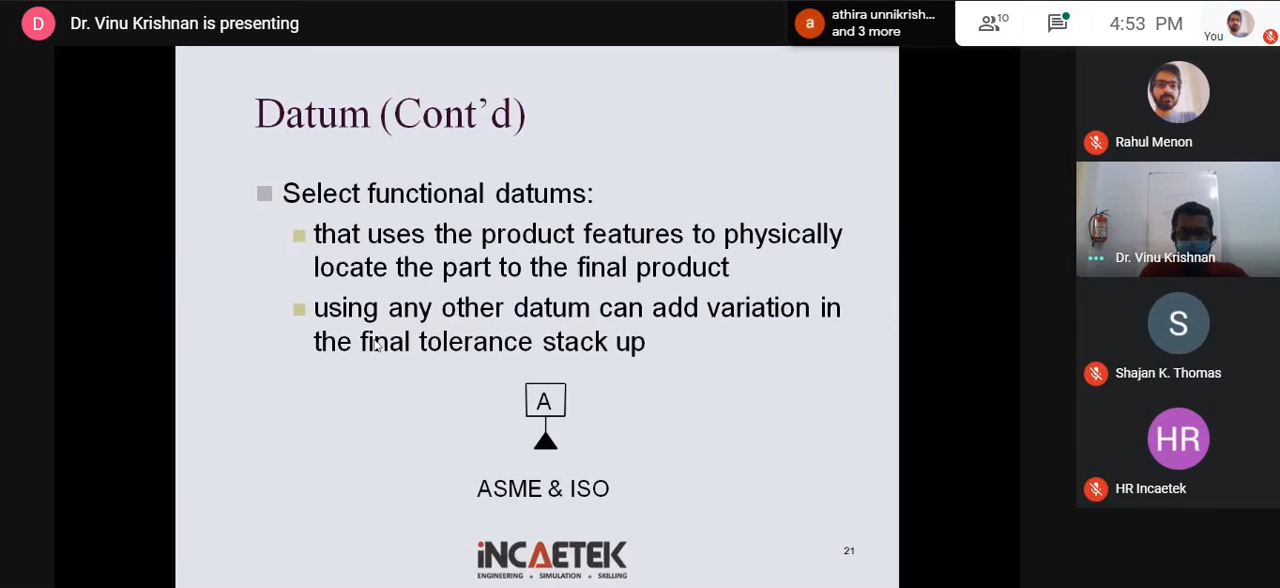 D
Dr. Vinu Krishnan is presenting
a
athira unnikrish...
and 3 more
10
4:53 PM
You
Datum (Cont’d)
Select functional datums:
that uses the product features to physically
locate the part to the final product
using any other datum can add variation in
the final tolerance stack up
A
ASME & ISO
iNCAETEK
ENGINEERING • SIMULATION • SKILLING
21
Rahul Menon
Dr. Vinu Krishnan
S
Shajan K. Thomas
HR
HR Incaetek